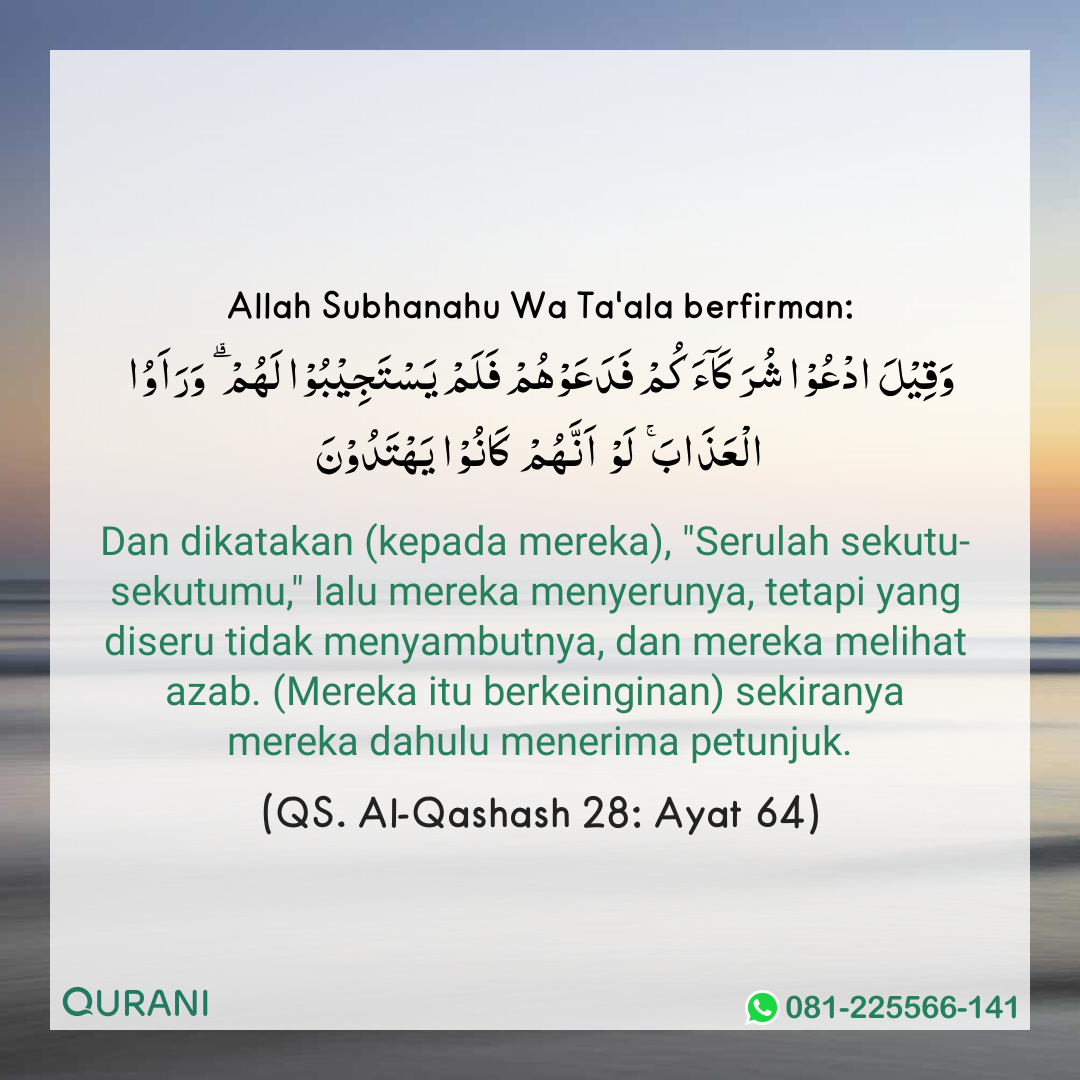 Allah Subhanahu Wa Ta'ala berfirman:
وَقِيْلَ ادْعُوْا شُرَكَآءَكُمْ فَدَعَوْهُمْ فَلَمْ يَسْتَجِيْبُوْا لَهُمْ ۗ وَرَاَوُا
الْعَذَابَ ۚ لَوْ اَنَّهُمْ كَانُوْا يَهْتَدُوْنَ
Dan dikatakan (kepada mereka), "Serulah sekutu-
sekutumu," lalu mereka menyerunya, tetapi yang
diseru tidak menyambutnya, dan mereka melihat
azab. (Mereka itu berkeinginan) sekiranya
mereka dahulu menerima petunjuk.
(QS. Al-Qashash 28: Ayat 64)
QURANI
081-225566-141